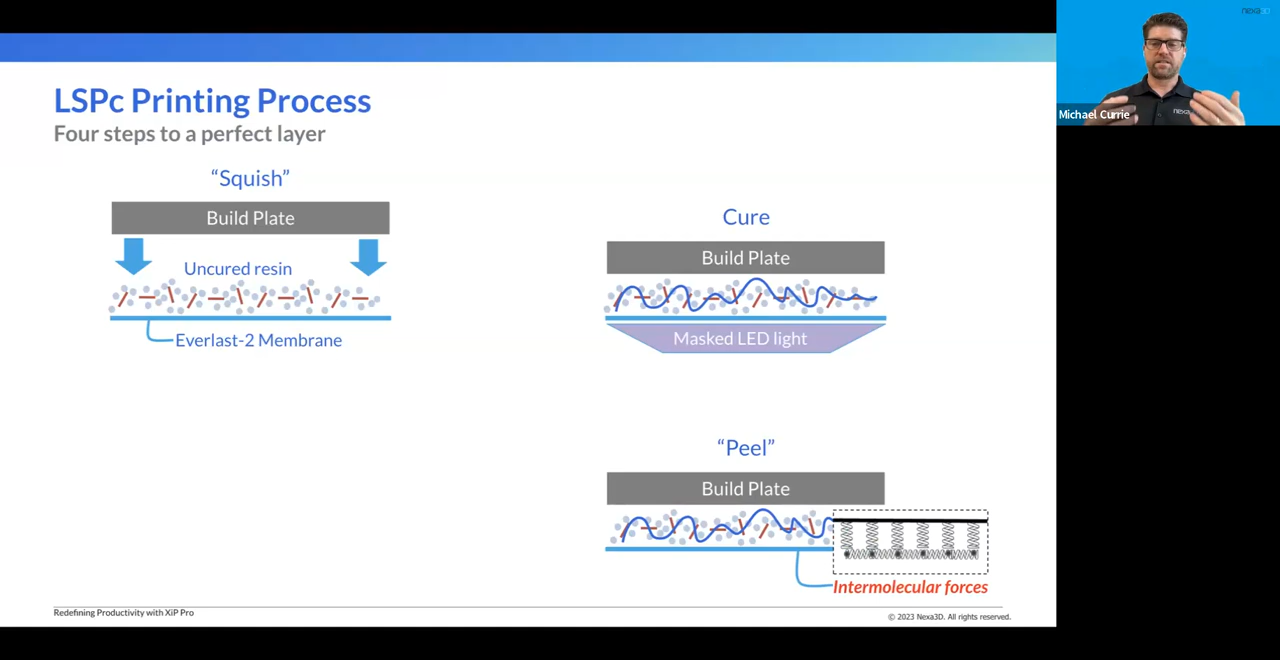 LSPc Printing Process
Four steps to a perfect layer
“Squish”
Build Plate
Uncured resin
Everlast-2 Membrane
Cure
Build Plate
Masked LED light
“Peel”
Build Plate
Intermolecular forces
Redefining Productivity with XiP Pro
© 2023 Nexa3D. All rights reserved.
nexa3D
Michael Currie